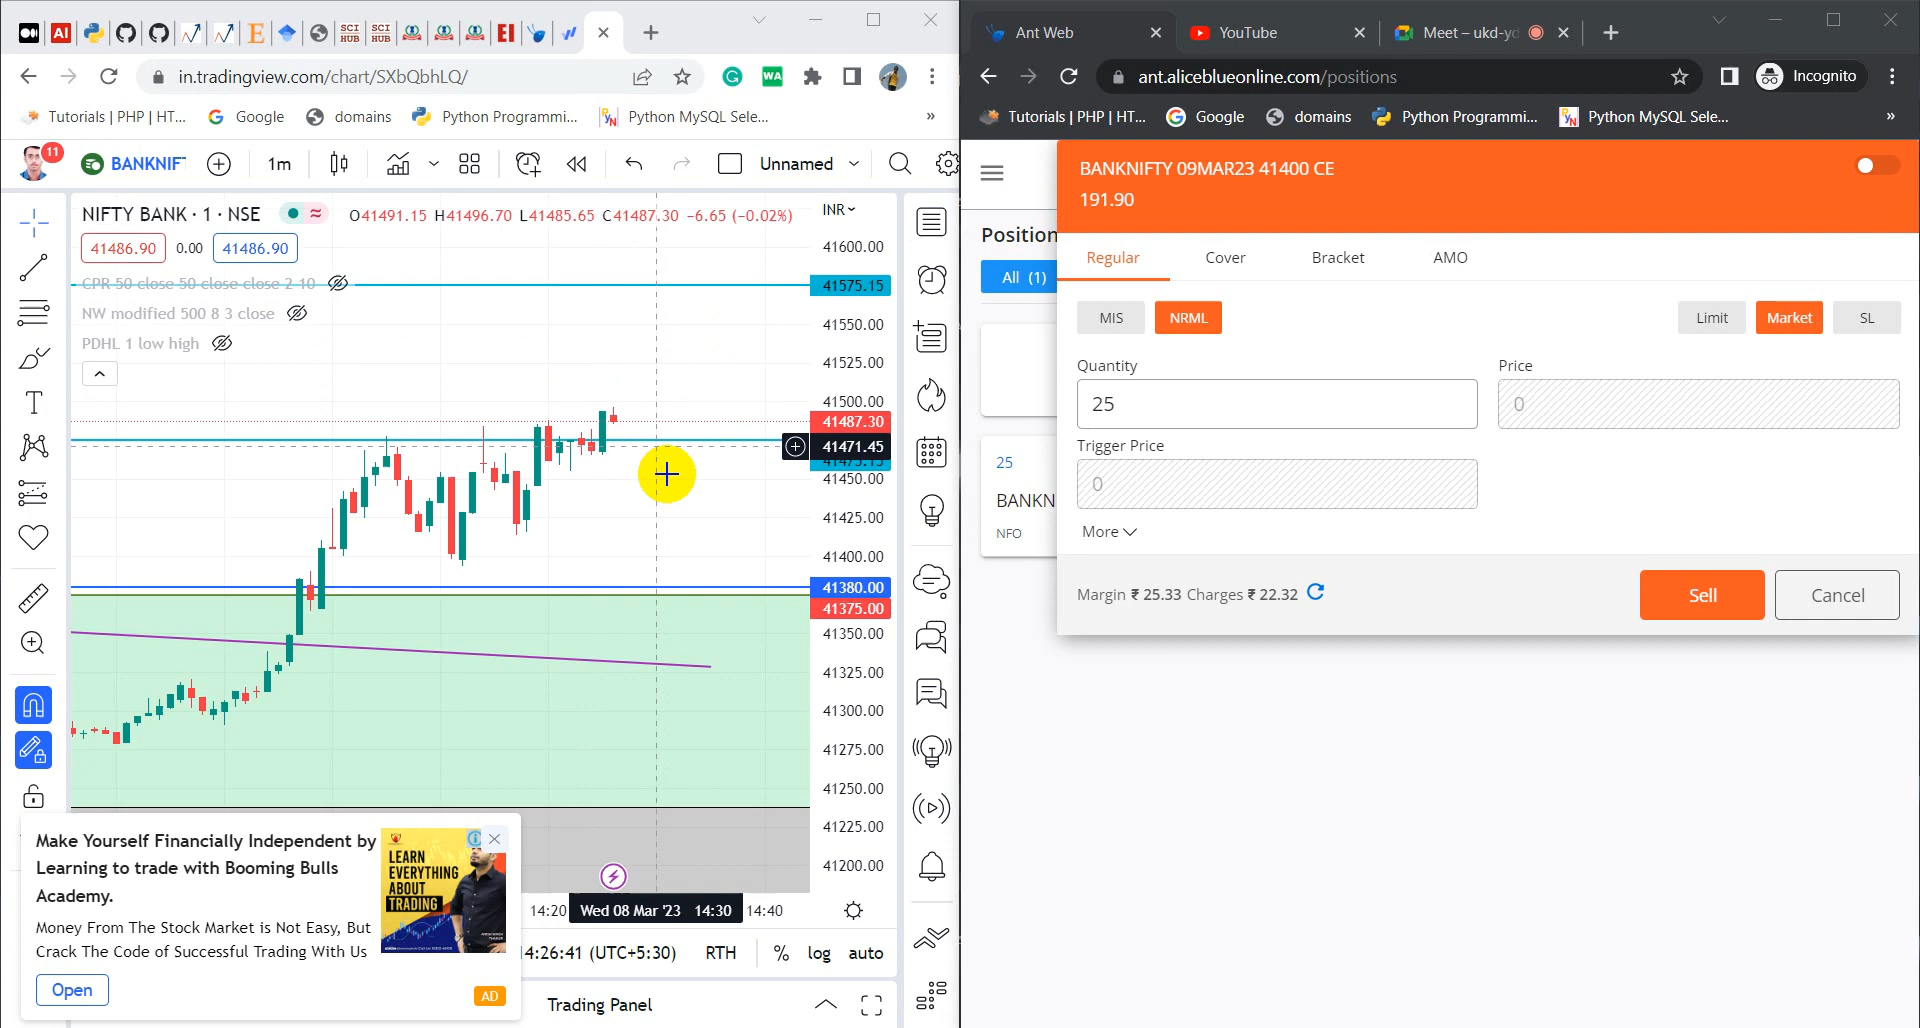 AI
SCI
HUB
SCI
HUB
EI
in.tradingview.com/chart/SXbQbhLQ/
WA
Tutorials | PHP | HT...
Google
domains
Python Programmi...
Python MySQL Sele...
»
11
BANKNIF
1m
Unnamed
NIFTY BANK · 1 · NSE
O41491.15 H41496.70 L41485.65 C41487.30 -6.65 (-0.02%)
INR
41486.90
0.00
41486.90
CPR 50 close 50 close close 2 10
NW modified 500 8 3 close
PDHL 1 low high
41600.00
41575.15
41550.00
41525.00
41500.00
41487.30
41471.45
41475.15
41450.00
41425.00
41400.00
41380.00
41375.00
41350.00
41325.00
41300.00
41275.00
41250.00
41225.00
41200.00
14:20
Wed 08 Mar '23 14:30
14:40
4:26:41 (UTC+5:30)
RTH
%
log
auto
Trading Panel
Make Yourself Financially Independent by
Learning to trade with Booming Bulls
Academy.
Money From The Stock Market is Not Easy, But
Crack The Code of Successful Trading With Us
Open
AD
LEARN
EVERYTHING
ABOUT
TRADING
Ant Web
YouTube
Meet – ukd-yd
ant.aliceblueonline.com/positions
Incognito
Tutorials | PHP | HT...
Google
domains
Python Programmi...
Python MySQL Sele...
»
Position
All (1)
25
BANKN
NFO
BANKNIFTY 09MAR23 41400 CE
191.90
Regular
Cover
Bracket
AMO
MIS
NRML
Limit
Market
SL
Quantity
Price
25
0
Trigger Price
0
More
Margin ₹ 25.33 Charges ₹ 22.32
Sell
Cancel